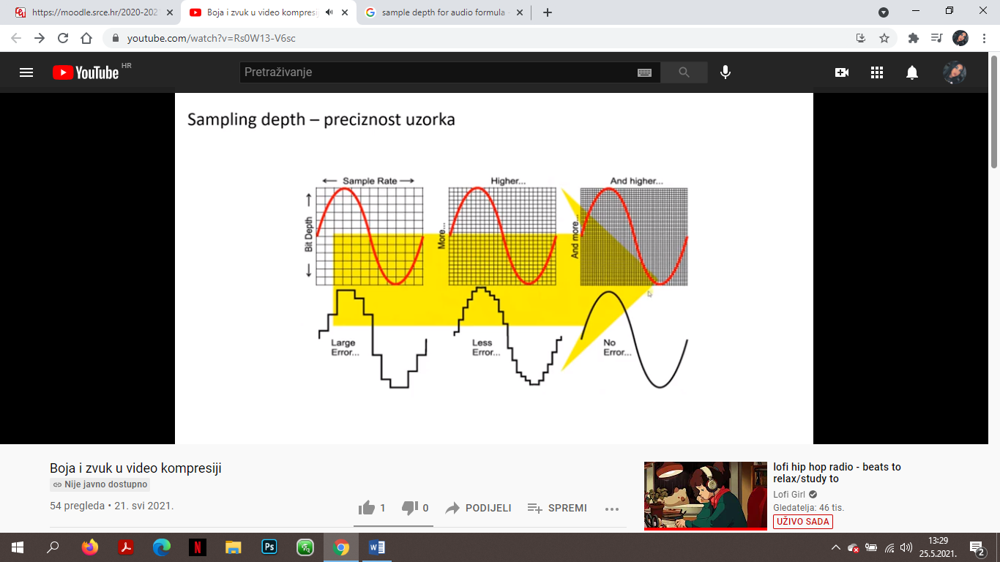 https://moodle.srce.hr/2020-202
Boja i zvuk u video kompresiji
sample depth for audio formula
youtube.com/watch?v=Rs0W13-V6sc
YouTube HR
Pretraživanje
Sampling depth – preciznost uzorka
Sample Rate
Higher...
And higher...
Bit Depth
More...
And more...
Large
Error...
Less
Error...
No
Error...
Boja i zvuk u video kompresiji
Nije javno dostupno
54 pregleda • 21. svi 2021.
1
0
PODIJELI
SPREMI
lofi hip hop radio - beats to
relax/study to
Lofi Girl
Gledatelja: 46 tis.
UŽIVO SADA
Ps
N
W
13:29
25.5.2021.
2